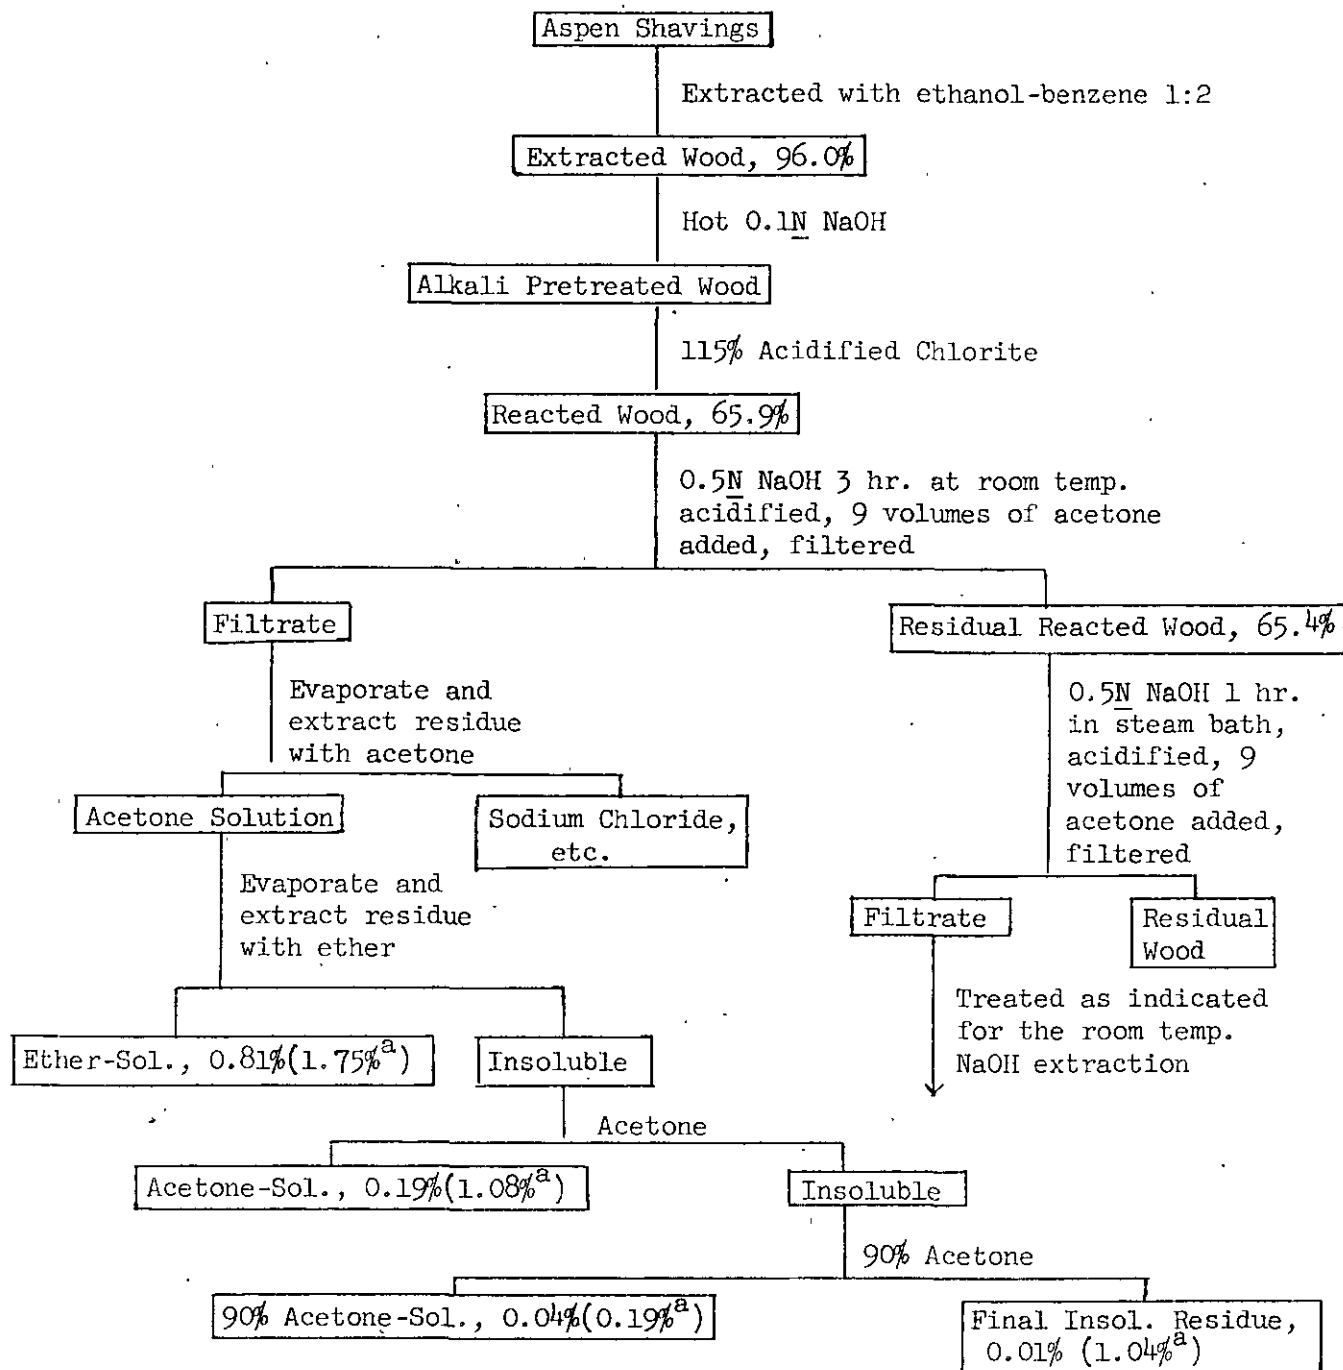 Aspen Shavings
Extracted with ethanol-benzene 1:2
Extracted Wood, 96.0%
Hot 0.1N NaOH
Alkali Pretreated Wood
115% Acidified Chlorite
Reacted Wood, 65.9%
0.5N NaOH 3 hr. at room temp.
acidified, 9 volumes of acetone
added, filtered
Filtrate
Residual Reacted Wood, 65.4%
Evaporate and
extract residue
with acetone
0.5N NaOH 1 hr.
in steam bath,
acidified, 9
volumes of
acetone added,
filtered
Acetone Solution
Sodium Chloride,
etc.
Evaporate and
extract residue
with ether
Filtrate
Residual
Wood
Treated as indicated
for the room temp.
NaOH extraction
Ether-Sol., 0.81%(1.75%a)
Insoluble
Acetone
Acetone-Sol., 0.19%(1.08%a)
Insoluble
90% Acetone
90% Acetone-Sol., 0.04%(0.19%a)
Final Insol. Residue,
0.01% (1.04%a)